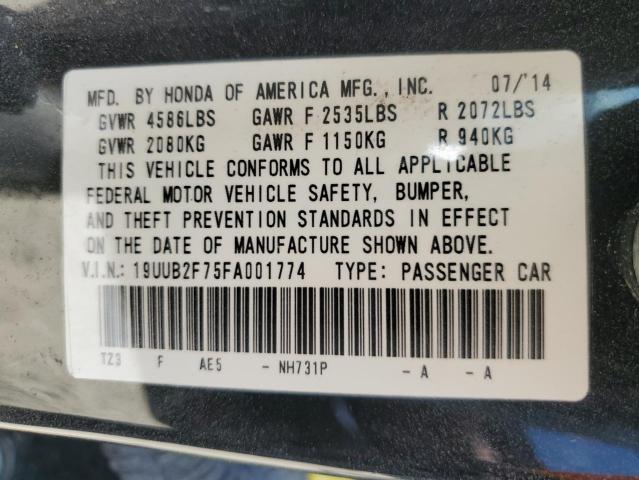 MFD. BY HONDA OF AMERICA MFG., INC. 07/'14
GVWR 4586LBS GAWR F 2535LBS R 2072LBS
GVWR 2080KG GAWR F 1150KG R 940KG
THIS VEHICLE CONFORMS TO ALL APPLICABLE
FEDERAL MOTOR VEHICLE SAFETY, BUMPER,
AND THEFT PREVENTION STANDARDS IN EFFECT
ON THE DATE OF MANUFACTURE SHOWN ABOVE.
V.I.N.: 19UUB2F75FA001774 TYPE: PASSENGER CAR
TZ3 F AE5 - NH731P - A - A